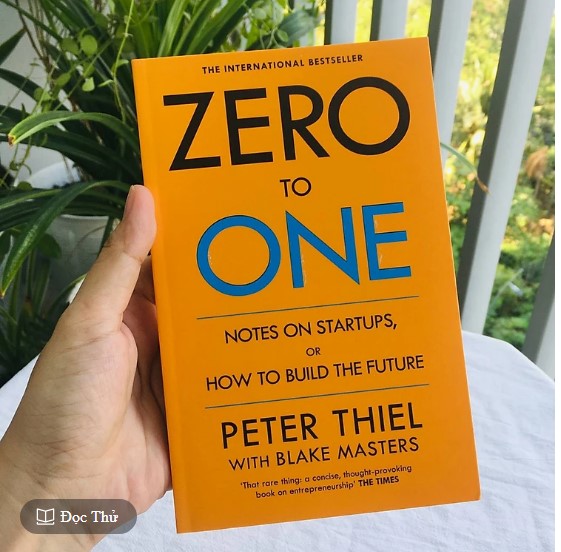 THE INTERNATIONAL BESTSELLER
ZERO
TO
ONE
NOTES ON STARTUPS,
OR
HOW TO BUILD THE FUTURE
PETER THIEL
WITH BLAKE MASTERS
'That rare thing: a concise, thought-provoking
book on entrepreneurship' THE TIMES
Đọc Thử